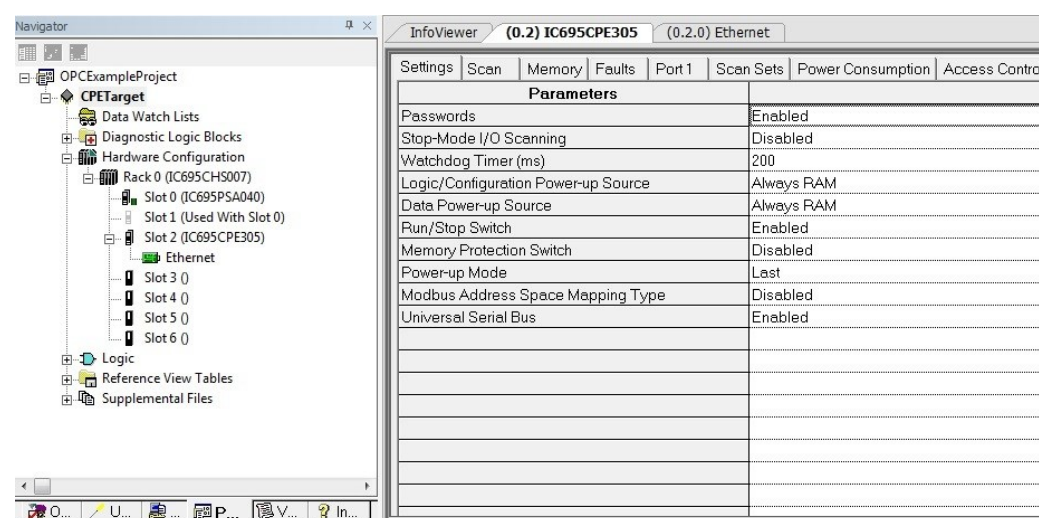 Navigator
OPCExampleProject
CPETarget
Data Watch Lists
Diagnostic Logic Blocks
Hardware Configuration
Rack 0 (IC695CHS007)
Slot 0 (IC695PSA040)
Slot 1 (Used With Slot 0)
Slot 2 (IC695CPE305)
Ethernet
Slot 3 ()
Slot 4 ()
Slot 5 ()
Slot 6 ()
Logic
Reference View Tables
Supplemental Files
O... U... ... P... V... In...
InfoViewer (0.2) IC695CPE305 (0.2.0) Ethernet
Settings Scan Memory Faults Port 1 Scan Sets Power Consumption Access Contro
Parameters
Passwords Enabled
Stop-Mode I/O Scanning Disabled
Watchdog Timer (ms) 200
Logic/Configuration Power-up Source Always RAM
Data Power-up Source Always RAM
Run/Stop Switch Enabled
Memory Protection Switch Disabled
Power-up Mode Last
Modbus Address Space Mapping Type Disabled
Universal Serial Bus Enabled